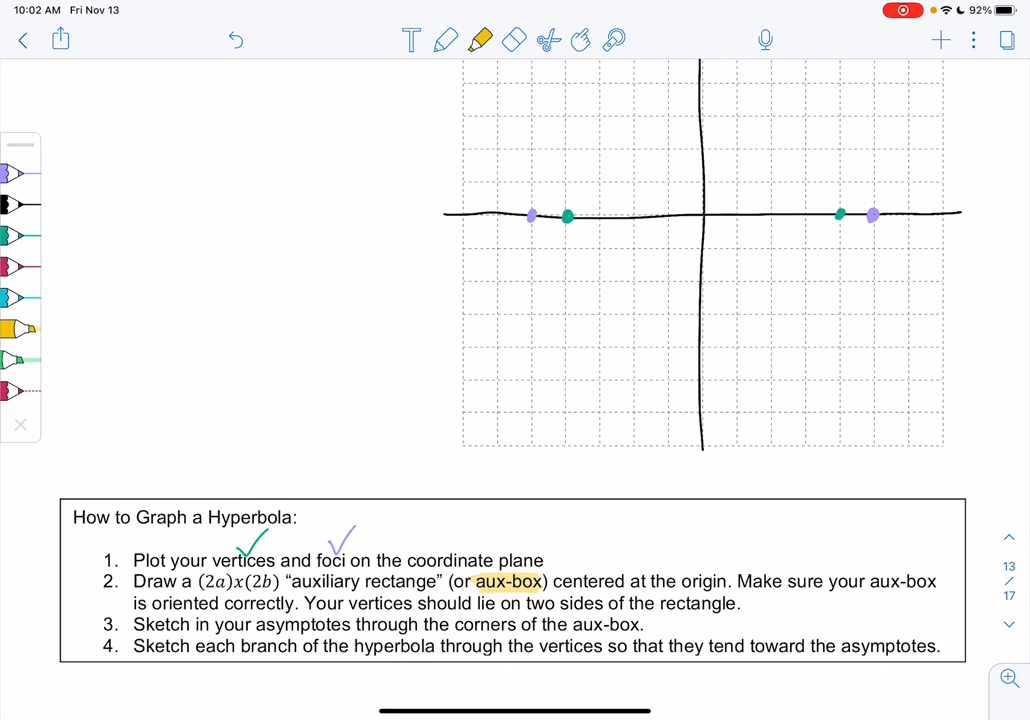 10:02 AM Fri Nov 13
92%
T
How to Graph a Hyperbola:
1. Plot your vertices and foci on the coordinate plane
2. Draw a (2a)x(2b) “auxiliary rectange” (or aux-box) centered at the origin. Make sure your aux-box
is oriented correctly. Your vertices should lie on two sides of the rectangle.
3. Sketch in your asymptotes through the corners of the aux-box.
4. Sketch each branch of the hyperbola through the vertices so that they tend toward the asymptotes.
13
/
17